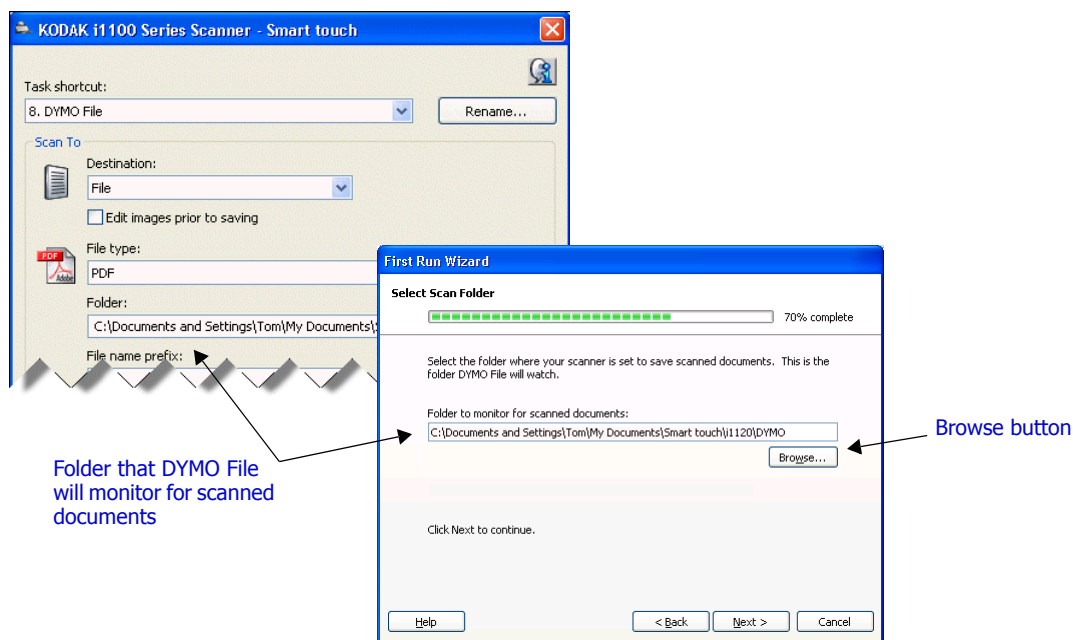 KODAK i1100 Series Scanner - Smart touch
Task shortcut:
8. DYMO File
Rename...
Scan To
Destination:
File
Edit images prior to saving
PDF
Adobe
File type:
PDF
Folder:
C:\Documents and Settings\Tom\My Documents\
File name prefix:
First Run Wizard
Select Scan Folder
70% complete
Select the folder where your scanner is set to save scanned documents. This is the
folder DYMO File will watch.
Folder to monitor for scanned documents:
C:\Documents and Settings\Tom\My Documents\Smart touch\i1120\DYMO
Browse...
Click Next to continue.
Help
< Back
Next >
Cancel
Browse button
Folder that DYMO File
will monitor for scanned
documents